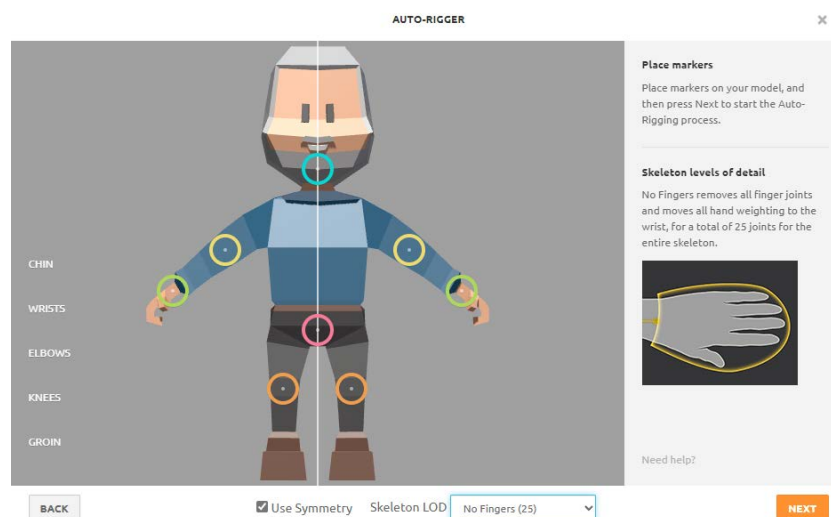 AUTO-RIGGER
×
Place markers
Place markers on your model, and
then press Next to start the Auto-
Rigging process.
Skeleton levels of detail
No Fingers removes all finger joints
and moves all hand weighting to the
wrist, for a total of 25 joints for the
entire skeleton.
CHIN
WRISTS
ELBOWS
KNEES
GROIN
Need help?
BACK
Use Symmetry
Skeleton LOD
No Fingers (25)
NEXT